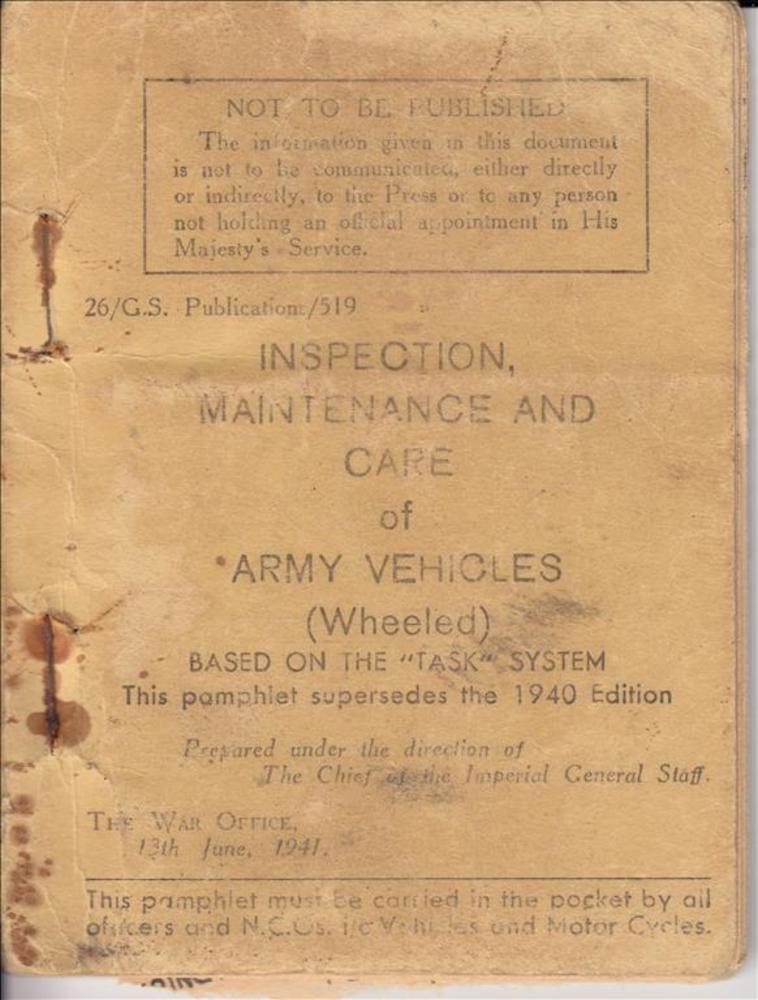 NOT TO BE PUBLISHED
The information given in this document
is not to be communicated, either directly
or indirectly, to the Press or to any person
not holding an official appointment in His
Majesty's Service.
26/G.S. Publications/519
INSPECTION,
MAINTENANCE AND
CARE
of
ARMY VEHICLES
(Wheeled)
BASED ON THE "TASK" SYSTEM
This pamphlet supersedes the 1940 Edition
Prepared under the direction of
The Chief of the Imperial General Staff.
THE WAR OFFICE,
13th June, 1941.
This pamphlet must be carried in the pocket by all
officers and N.C.Os. i/c Vehicles and Motor Cycles.